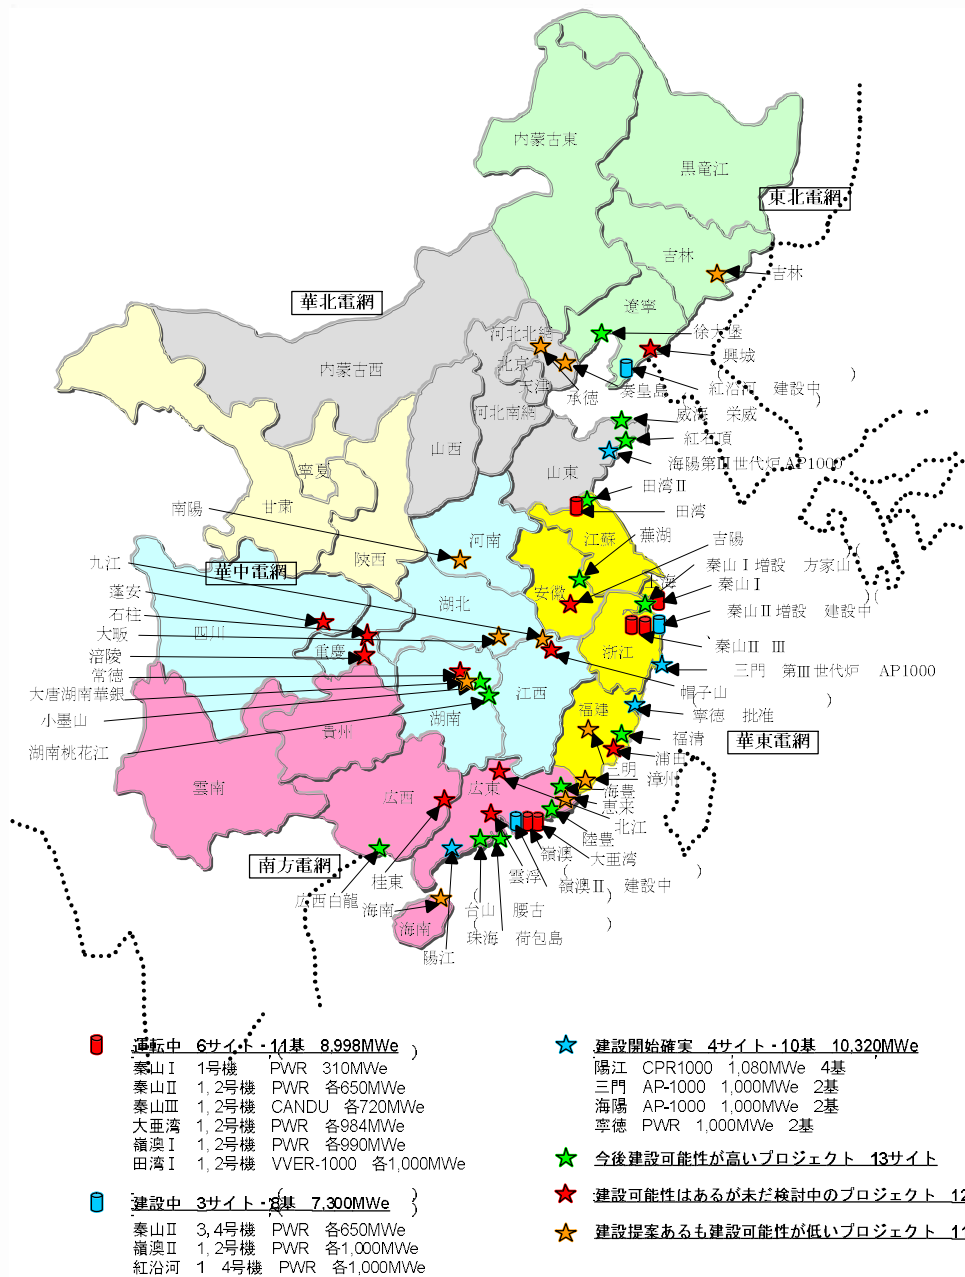 内蒙古東
黒竜江
東北電網
吉林
吉林
華北電網
遼寧
徐大堡
河北北網
興城
北京
内蒙古西
天津
承徳
秦皇島
紅沿河 建設中
河北南網
威海 栄威
山西
紅石頂
山東
海陽第Ⅲ世代炉AP1000
寧夏
田湾Ⅱ
甘粛
南陽
田湾
河南
江蘇
蕪湖
吉陽
陝西
九江
華中電網
上海
秦山Ⅰ増設 方家山
秦山Ⅰ
蓬安
安徽
湖北
石柱
秦山Ⅱ増設 建設中
四川
大畈
重慶
浙江
秦山Ⅱ Ⅲ
涪陵
三門 第Ⅲ世代炉 AP1000
常徳
大唐湖南華銀
江西
帽子山
小墨山
湖南
福建
寧徳 批准
貴州
福清
華東電網
湖南桃花江
莆田
三明
漳州
雲南
広西
広東
海豊
恵来
北江
陸豊
嶺澳
大亜湾
南方電網
桂東
雲浮
嶺澳Ⅱ 建設中
広西白龍
海南
台山 腰古
海南
珠海 荷包島
陽江
運転中 6サイト・11基 8,998MWe
秦山Ⅰ 1号機 PWR 310MWe
秦山Ⅱ 1,2号機 PWR 各650MWe
秦山Ⅲ 1,2号機 CANDU 各720MWe
大亜湾 1,2号機 PWR 各984MWe
嶺澳Ⅰ 1,2号機 PWR 各990MWe
田湾Ⅰ 1,2号機 VVER-1000 各1,000MWe
建設中 3サイト・8基 7,300MWe
秦山Ⅱ 3,4号機 PWR 各650MWe
嶺澳Ⅱ 1,2号機 PWR 各1,000MWe
紅沿河 1 4号機 PWR 各1,000MWe
建設開始確実 4サイト・10基 10,320MWe
陽江 CPR1000 1,080MWe 4基
三門 AP-1000 1,000MWe 2基
海陽 AP-1000 1,000MWe 2基
寧徳 PWR 1,000MWe 2基
今後建設可能性が高いプロジェクト 13サイト
建設可能性はあるが未だ検討中のプロジェクト 12
建設提案あるも建設可能性が低いプロジェクト 11